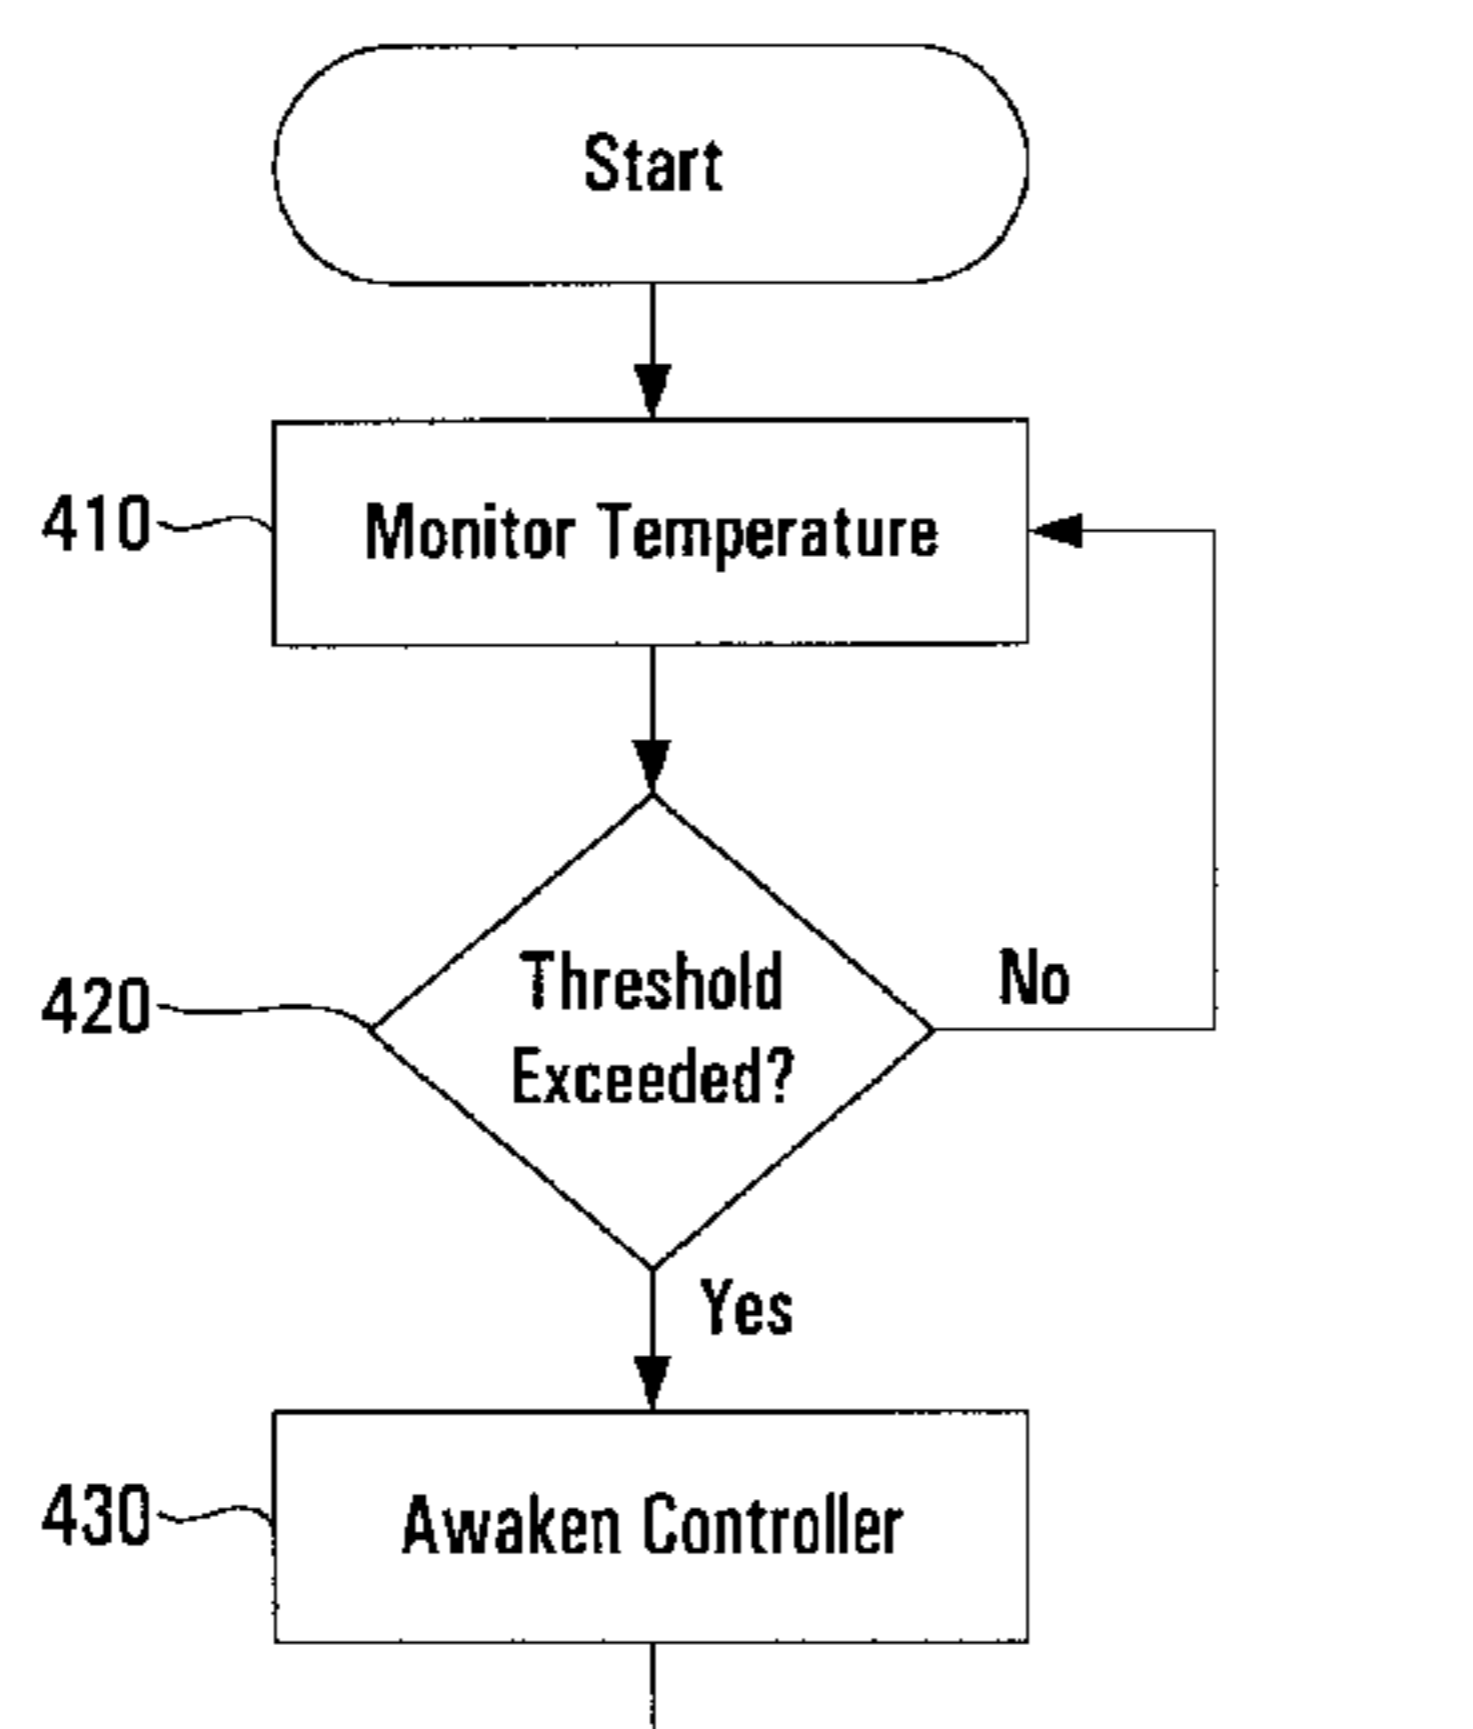 Start
410
Monitor Temperature
420
Threshold
Exceeded?
No
Yes
430
Awaken Controller